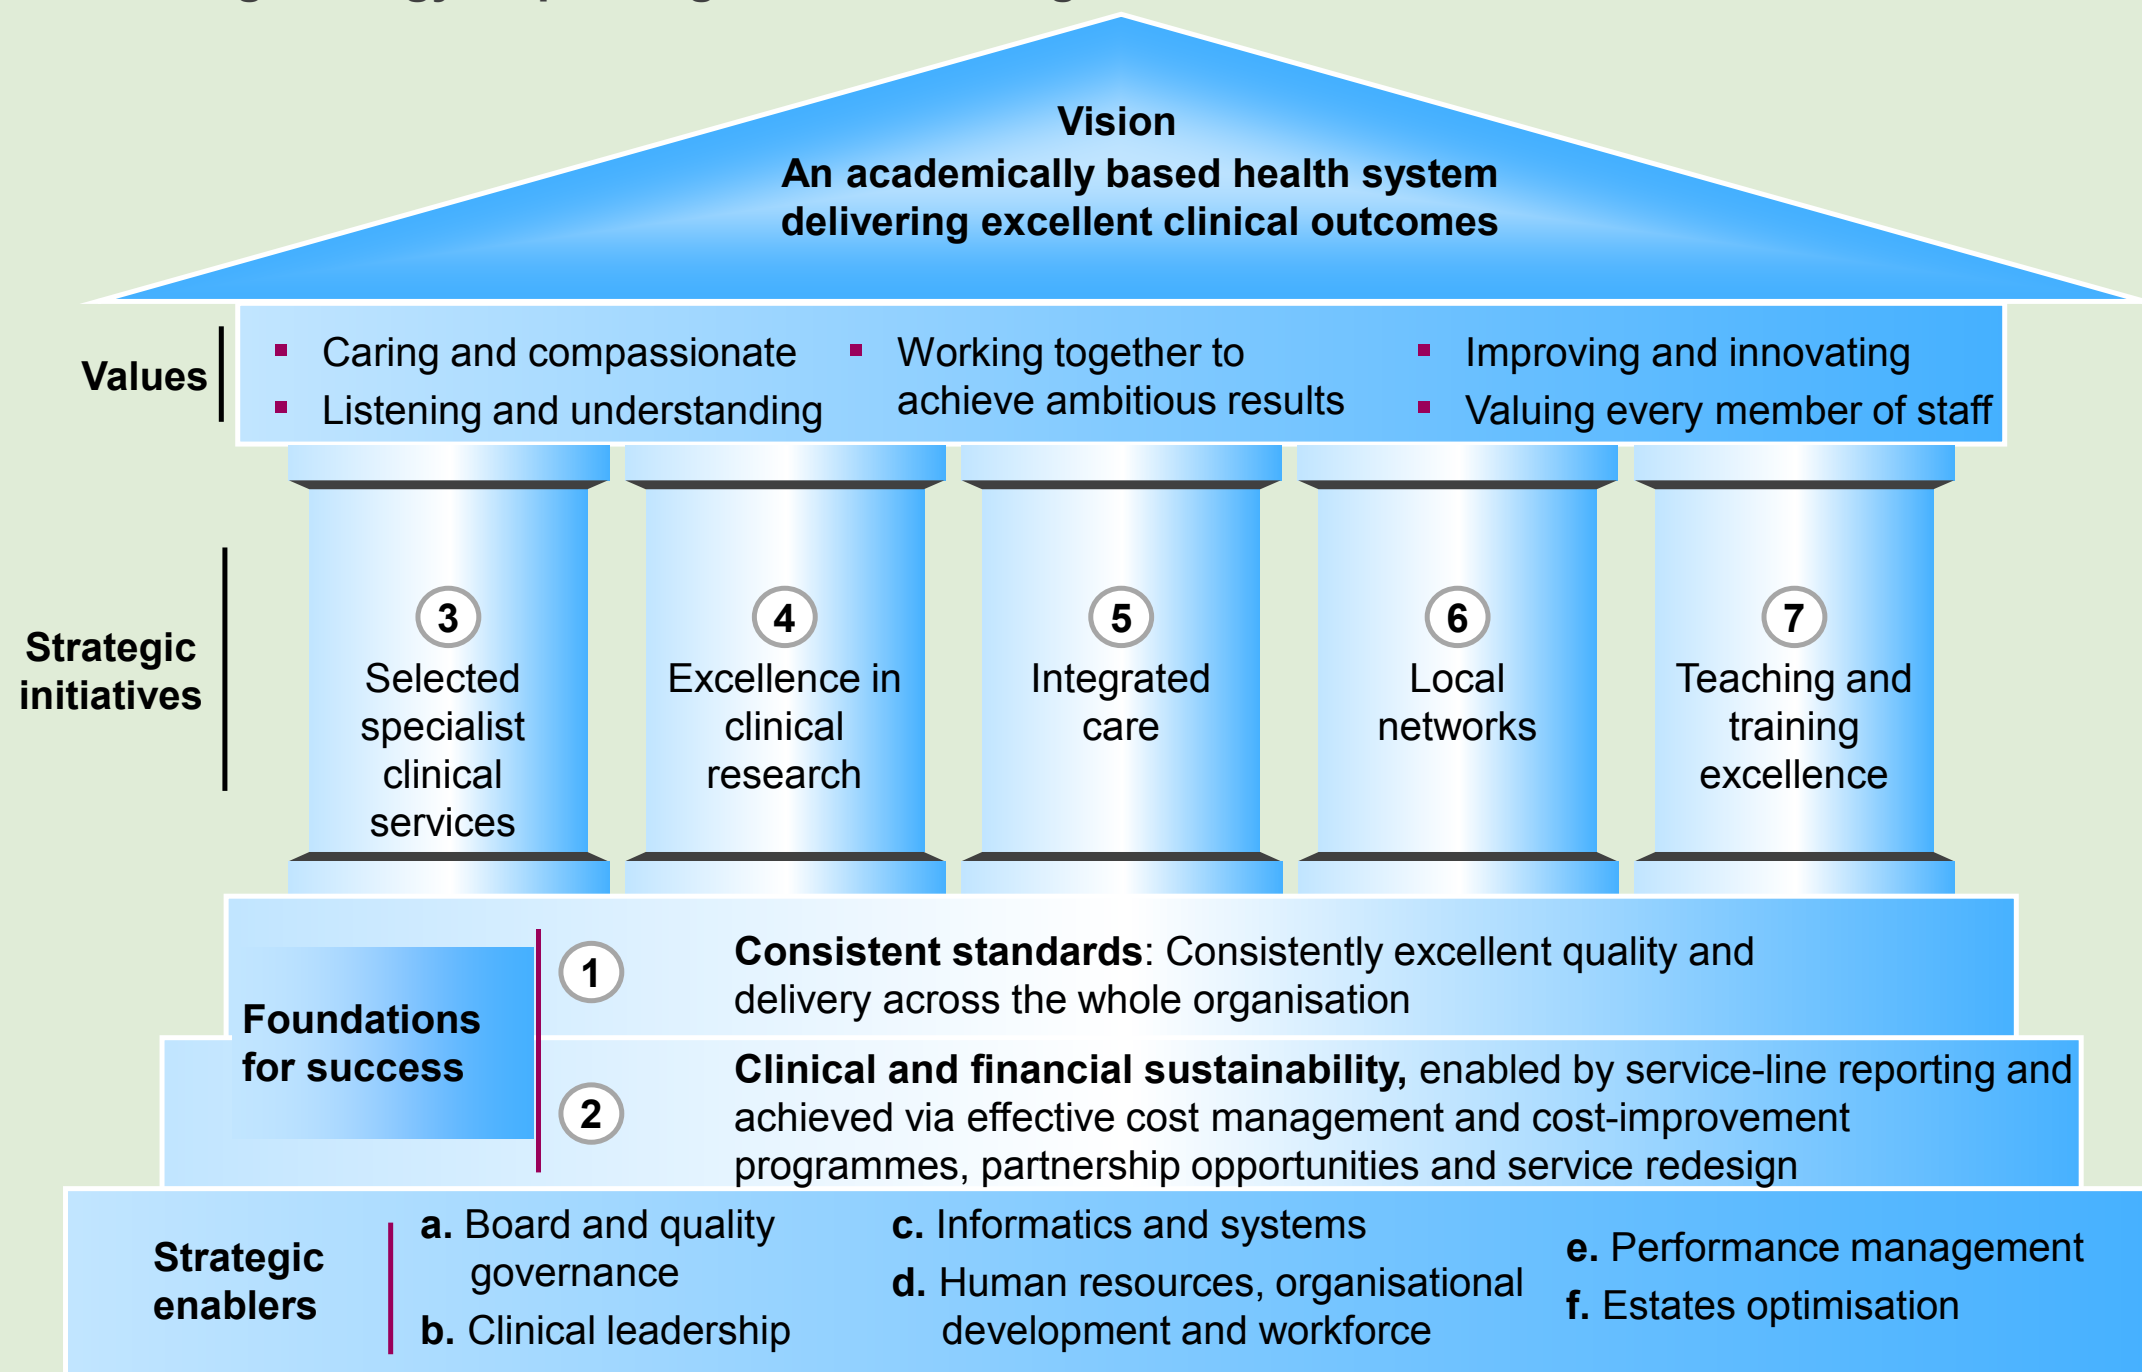 Vision
An academically based health system
delivering excellent clinical outcomes
Values
▪ Caring and compassionate
▪ Listening and understanding
▪ Working together to
achieve ambitious results
▪ Improving and innovating
▪ Valuing every member of staff
Strategic
initiatives
3
Selected
specialist
clinical
services
4
Excellence in
clinical
research
5
Integrated
care
6
Local
networks
7
Teaching and
training
excellence
Foundations
for success
1
Consistent standards: Consistently excellent quality and
delivery across the whole organisation
2
Clinical and financial sustainability, enabled by service-line reporting and
achieved via effective cost management and cost-improvement
programmes, partnership opportunities and service redesign
Strategic
enablers
a. Board and quality
governance
b. Clinical leadership
c. Informatics and systems
d. Human resources, organisational
development and workforce
e. Performance management
f. Estates optimisation